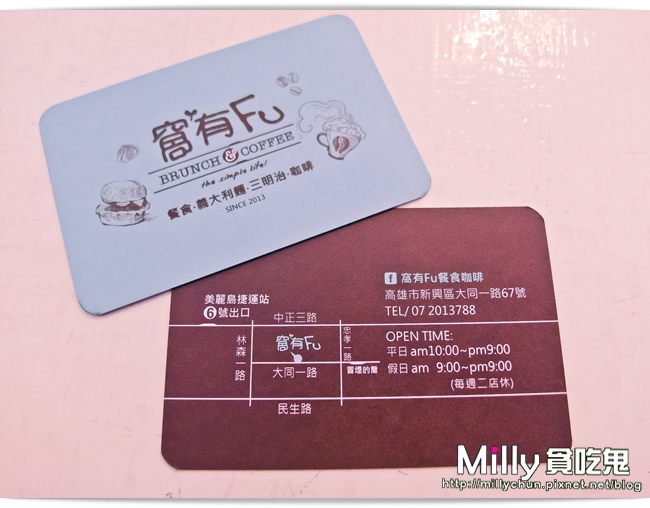 窩有Fu
BRUNCH & COFFEE
the simple life!
餐食·義大利麵·三明治·咖啡
SINCE 2013
f 窩有Fu餐食咖啡
高雄市新興區大同一路67號
TEL/ 07 2013788
OPEN TIME:
平日 am10:00~pm9:00
假日 am 9:00~pm9:00
(每週二店休)
美麗島捷運站
6號出口
中正三路
林森一路
窩有Fu
忠孝一路
大同一路
冒煙的喬
民生路
Milly 貪吃鬼
http://millychun.pixnet.net/blog